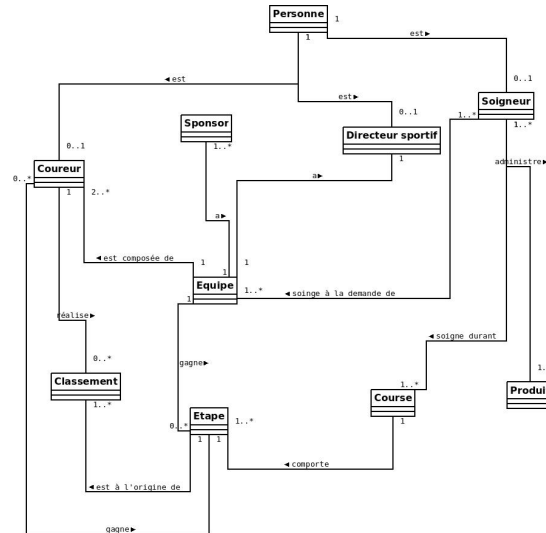 Personne
1
1
est►
◄est
est►
0..1
Soigneur
1..*
1..*
Sponsor
1..*
0..1
Directeur sportif
1
0..1
Coureur
0..*
1
2..*
administre►
a►
a►
◄est composée de
1
1
1
Equipe
1
1..*
◄soinge à la demande de
réalise►
◄soigne durant
gagne►
0..*
Classement
1..*
1..
Produi
1..*
Course
1
Etape
0..*
1..*
1
1
◄comporte
◄est à l'origine de
gagne►